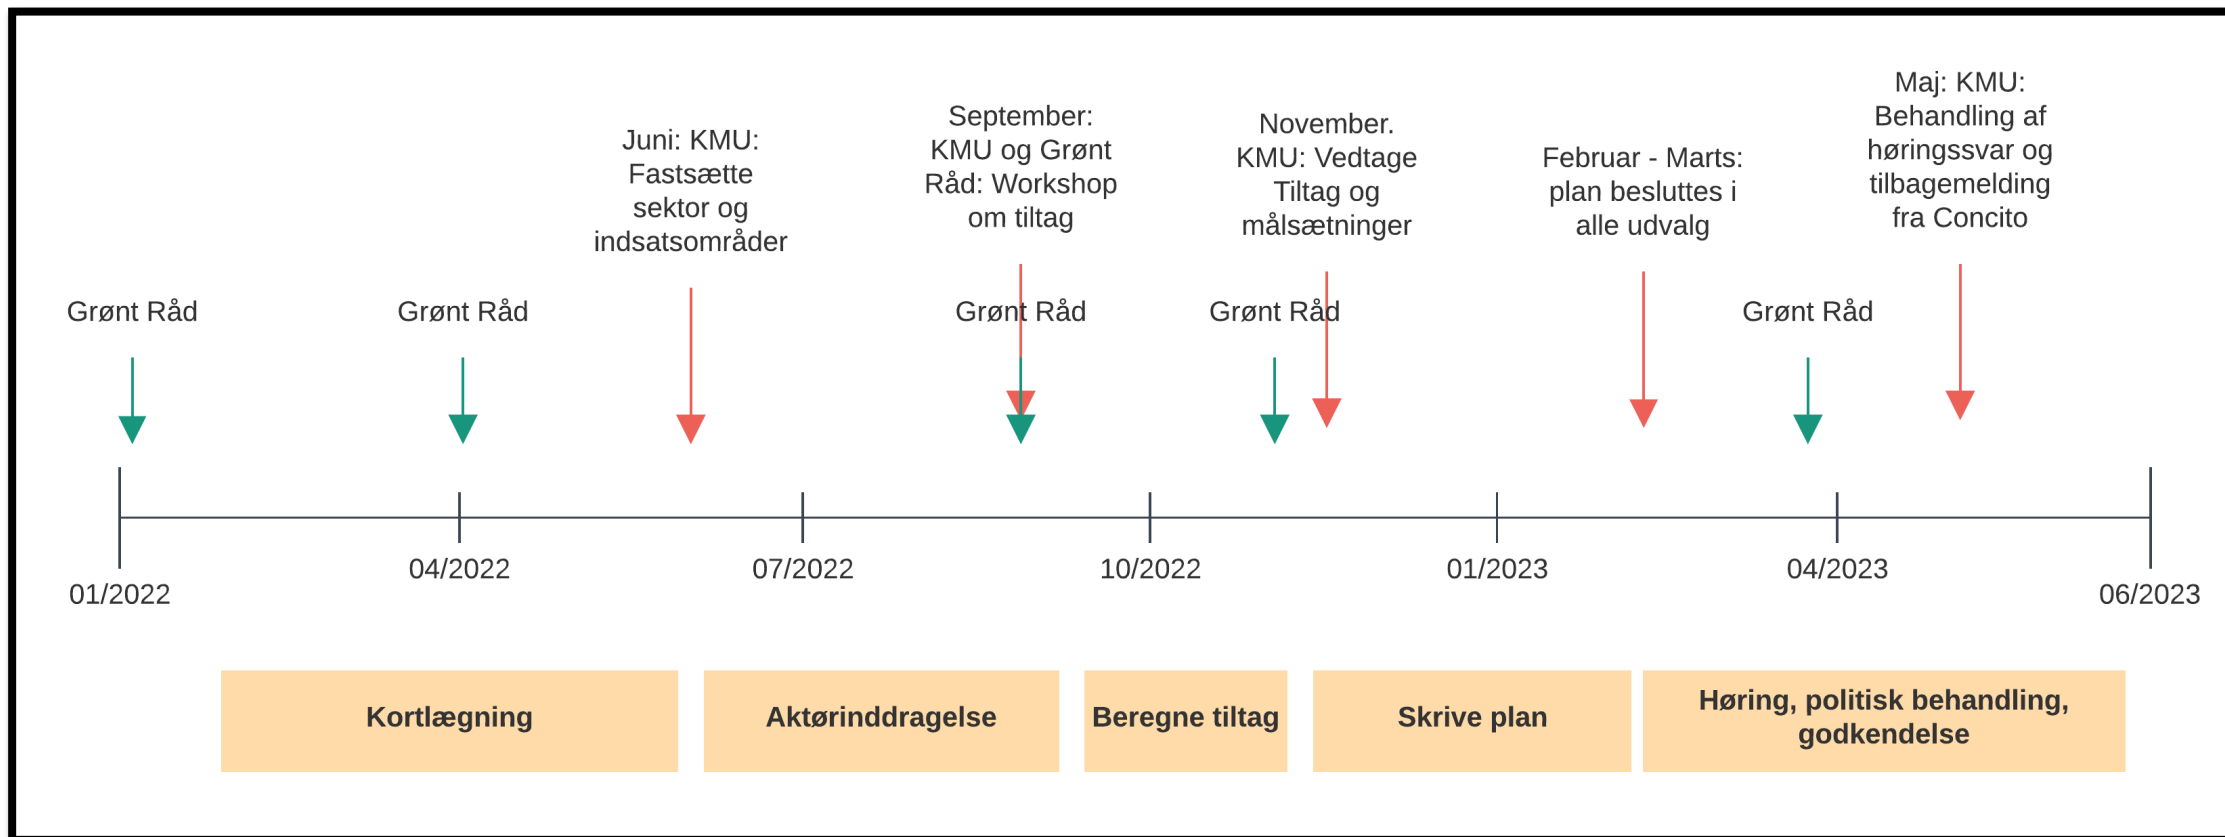 Juni: KMU:
Fastsætte
sektor og
indsatsområder
September:
KMU og Grønt
Råd: Workshop
om tiltag
November.
KMU: Vedtage
Tiltag og
målsætninger
Februar - Marts:
plan besluttes i
alle udvalg
Maj: KMU:
Behandling af
høringssvar og
tilbagemelding
fra Concito
Grønt Råd
Grønt Råd
Grønt Råd
Grønt Råd
Grønt Råd
01/2022
04/2022
07/2022
10/2022
01/2023
04/2023
06/2023
Kortlægning
Aktørinddragelse
Beregne tiltag
Skrive plan
Høring, politisk behandling,
godkendelse